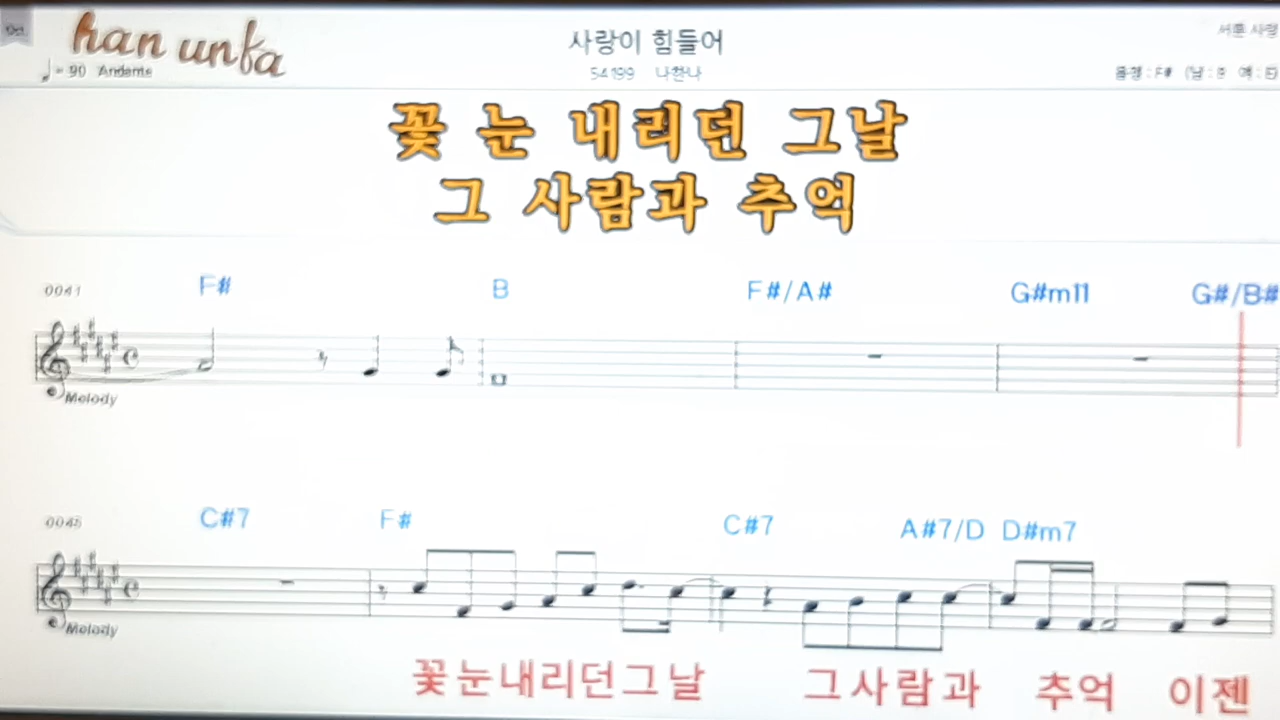 han unfa
사랑이 힘들어
♩= 90 Andante
54199 나한나
꽃 눈 내리던 그날
그 사람과 추억
0041 F# B F#/A# G#m11 G#/B#
Melody
0045 C#7 F# C#7 A#7/D D#m7
Melody
꽃눈내리던그날 그사람과 추억 이젠